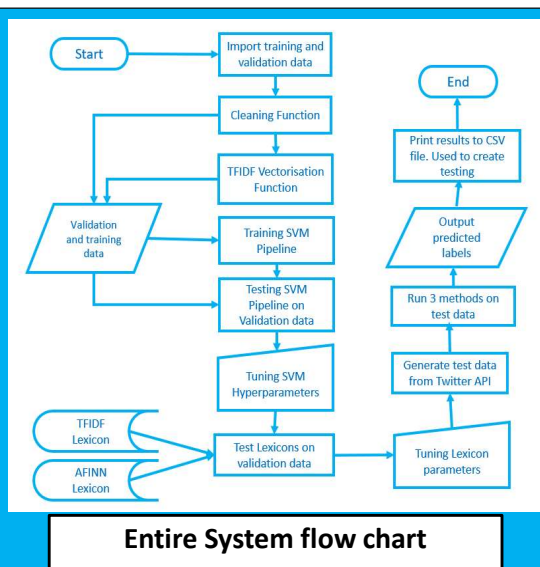 Start
Import training and
validation data
Cleaning Function
TFIDF Vectorisation
Function
Validation
and training
data
Training SVM
Pipeline
Testing SVM
Pipeline on
Validation data
Tuning SVM
Hyperparameters
TFIDF
Lexicon
AFINN
Lexicon
Test Lexicons on
validation data
Tuning Lexicon
parameters
Generate test data
from Twitter API
Run 3 methods on
test data
Output
predicted
labels
Print results to CSV
file. Used to create
testing
End
Entire System flow chart